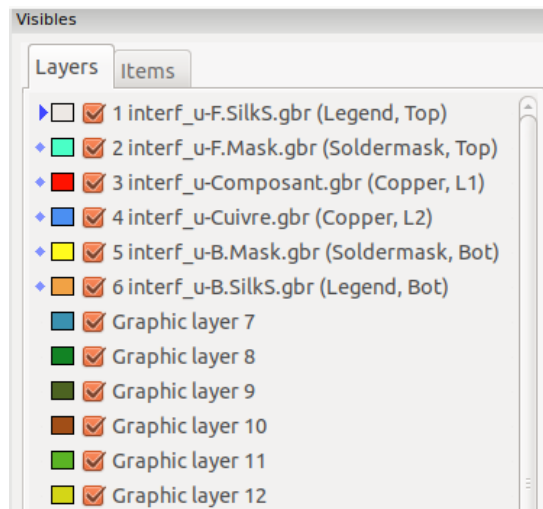 Visibles
Layers Items
1 interf_u-F.SilkS.gbr (Legend, Top)
2 interf_u-F.Mask.gbr (Soldermask, Top)
3 interf_u-Composant.gbr (Copper, L1)
4 interf_u-Cuivre.gbr (Copper, L2)
5 interf_u-B.Mask.gbr (Soldermask, Bot)
6 interf_u-B.SilkS.gbr (Legend, Bot)
Graphic layer 7
Graphic layer 8
Graphic layer 9
Graphic layer 10
Graphic layer 11
Graphic layer 12